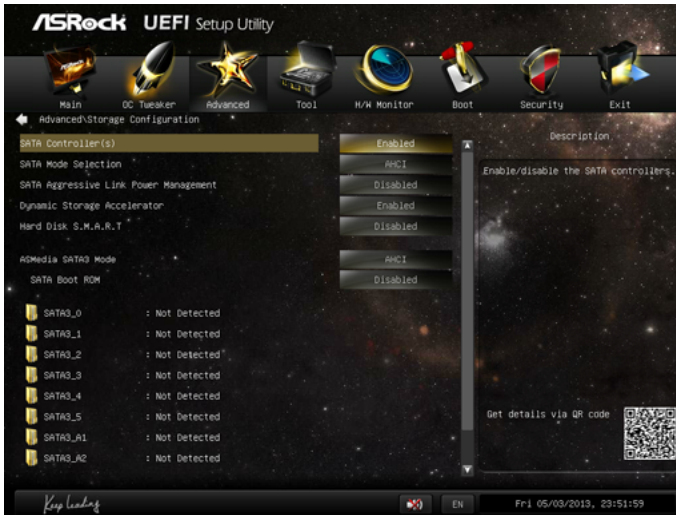 ASRock UEFI Setup Utility
Main OC Tweaker Advanced Tool H/W Monitor Boot Security Exit
Advanced\Storage Configuration
Description
SATA Controller(s) Enabled
SATA Mode Selection AHCI
Enable/disable the SATA controllers.
SATA Aggressive Link Power Management Disabled
Dynamic Storage Accelerator Enabled
Hard Disk S.M.A.R.T Disabled
ASMedia SATA3 Mode AHCI
SATA Boot ROM Disabled
SATA3_0 : Not Detected
SATA3_1 : Not Detected
SATA3_2 : Not Detected
SATA3_3 : Not Detected
SATA3_4 : Not Detected
SATA3_5 : Not Detected
SATA3_A1 : Not Detected
SATA3_A2 : Not Detected
Get details via QR code
Keep Leading
EN
Fri 05/03/2013, 23:51:59